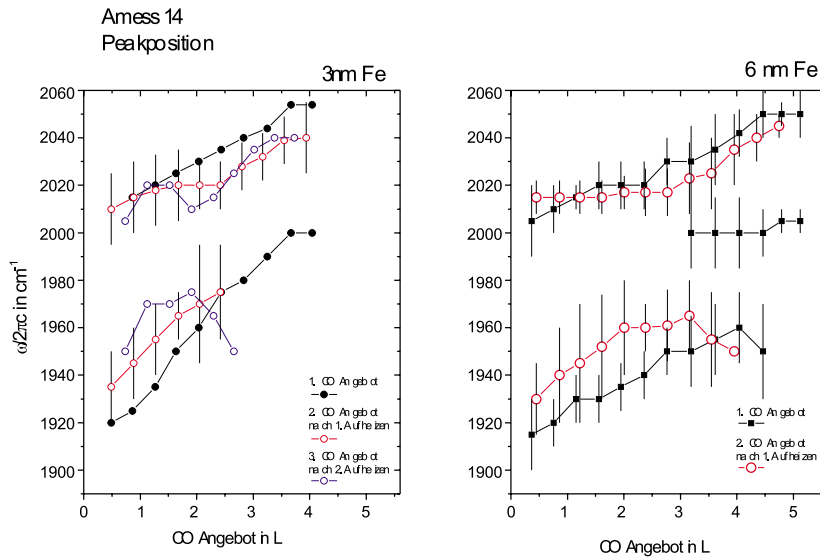 Amess 14
Peakposition
3nm Fe
6 nm Fe
2060
2040
2020
2000
1980
1960
1940
1920
1900
0
1
2
3
4
5
ω/2πc in cm⁻¹
CO Angebot in L
1. CO Angebot
2. CO Angebot
nach 1. Aufheizen
3. CO Angebot
nach 2. Aufheizen
2060
2040
2020
2000
1980
1960
1940
1920
1900
0
1
2
3
4
5
CO Angebot in L
1. CO Angebot
2. CO Angebot
nach 1. Aufheizen